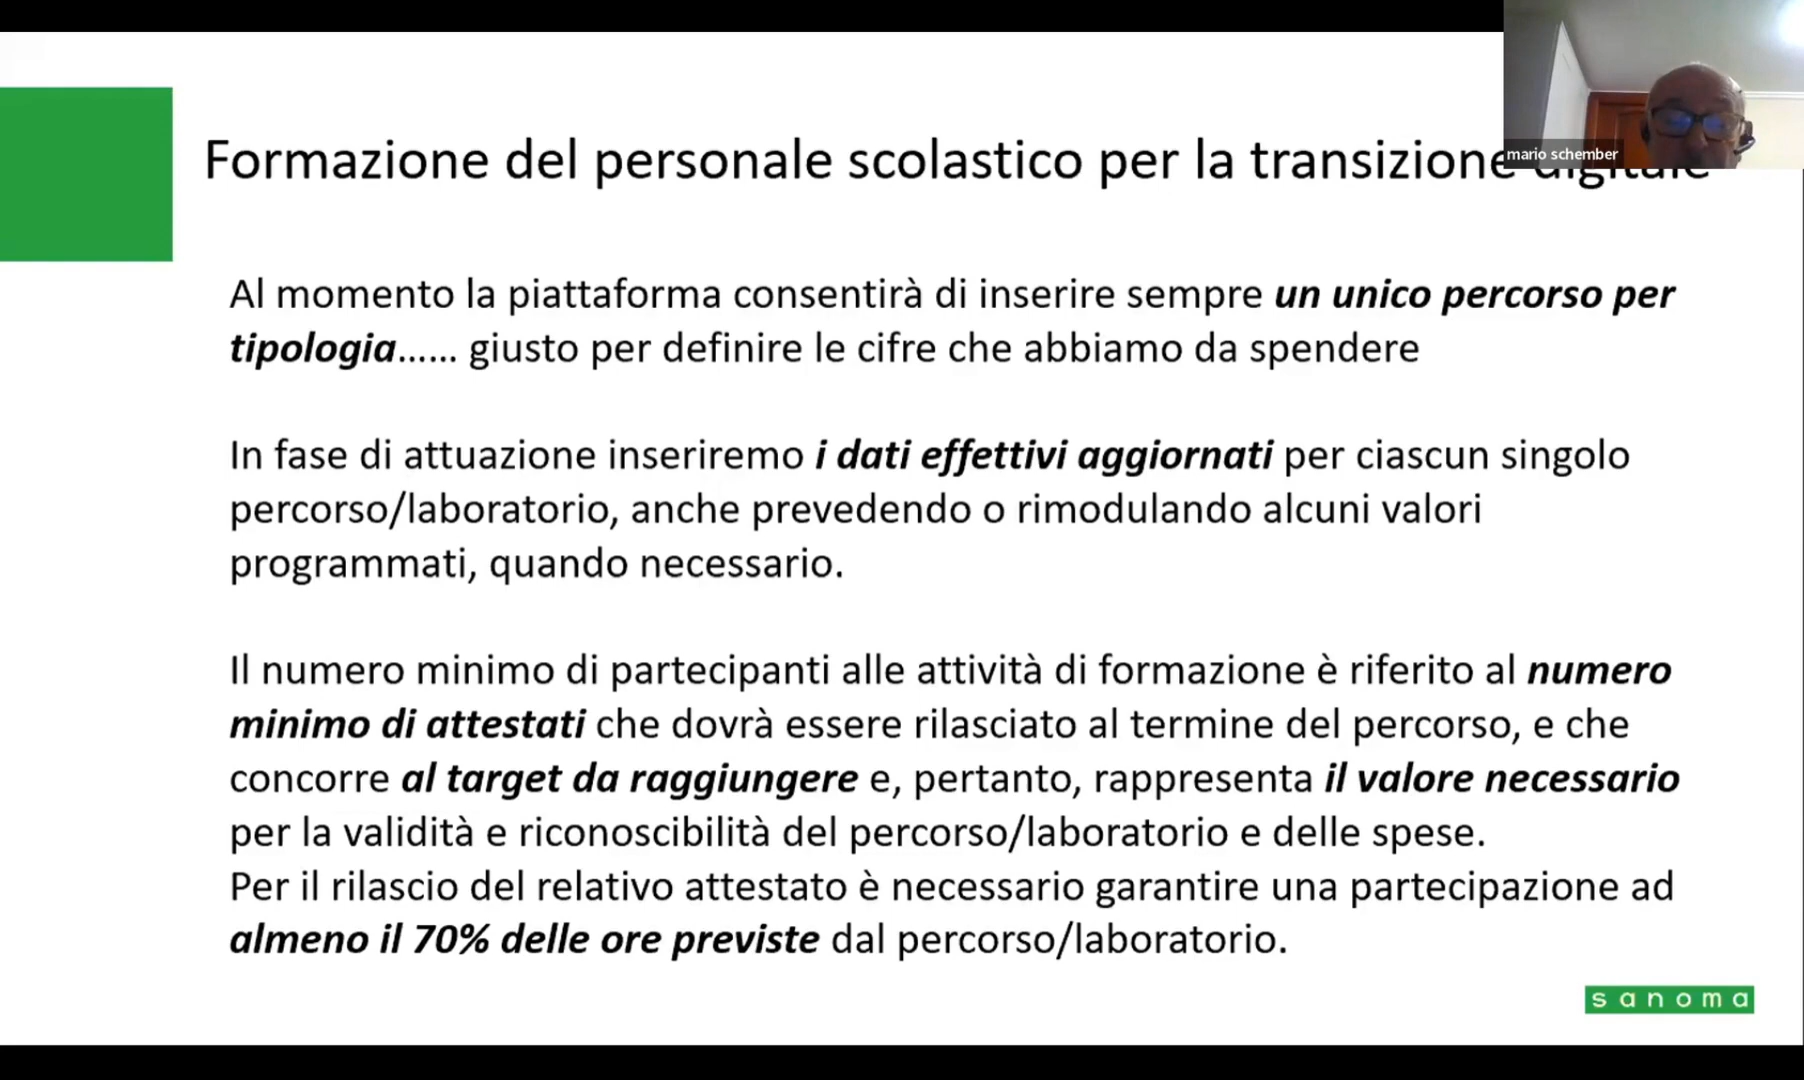 Formazione del personale scolastico per la transizione digitale
mario schember
Al momento la piattaforma consentirà di inserire sempre un unico percorso per
tipologia…… giusto per definire le cifre che abbiamo da spendere
In fase di attuazione inseriremo i dati effettivi aggiornati per ciascun singolo
percorso/laboratorio, anche prevedendo o rimodulando alcuni valori
programmati, quando necessario.
Il numero minimo di partecipanti alle attività di formazione è riferito al numero
minimo di attestati che dovrà essere rilasciato al termine del percorso, e che
concorre al target da raggiungere e, pertanto, rappresenta il valore necessario
per la validità e riconoscibilità del percorso/laboratorio e delle spese.
Per il rilascio del relativo attestato è necessario garantire una partecipazione ad
almeno il 70% delle ore previste dal percorso/laboratorio.
sanoma